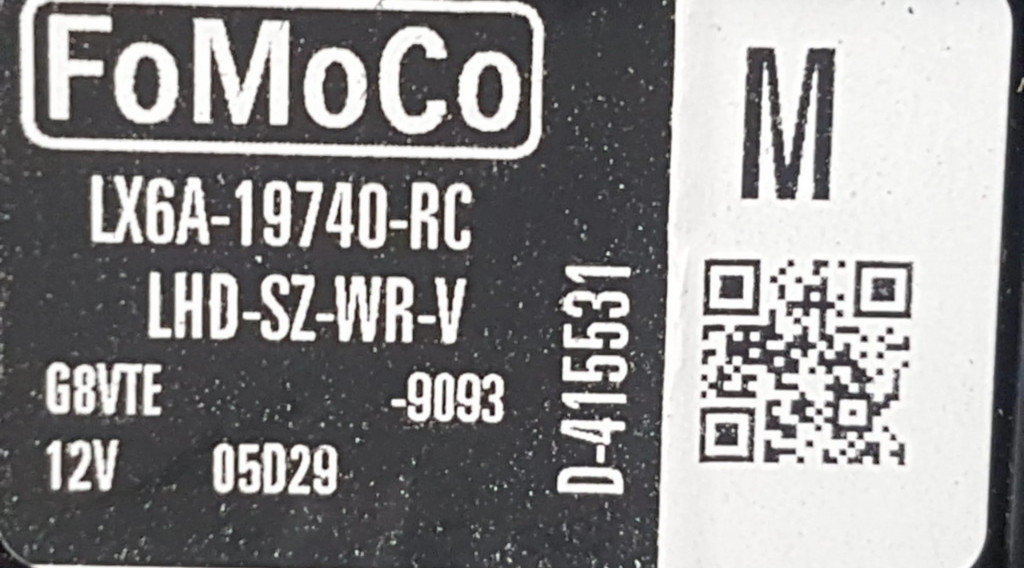 FoMoCo
LX6A-19740-RC
LHD-SZ-WR-V
G8VTE -9093
12V 05D29
D-415531
M